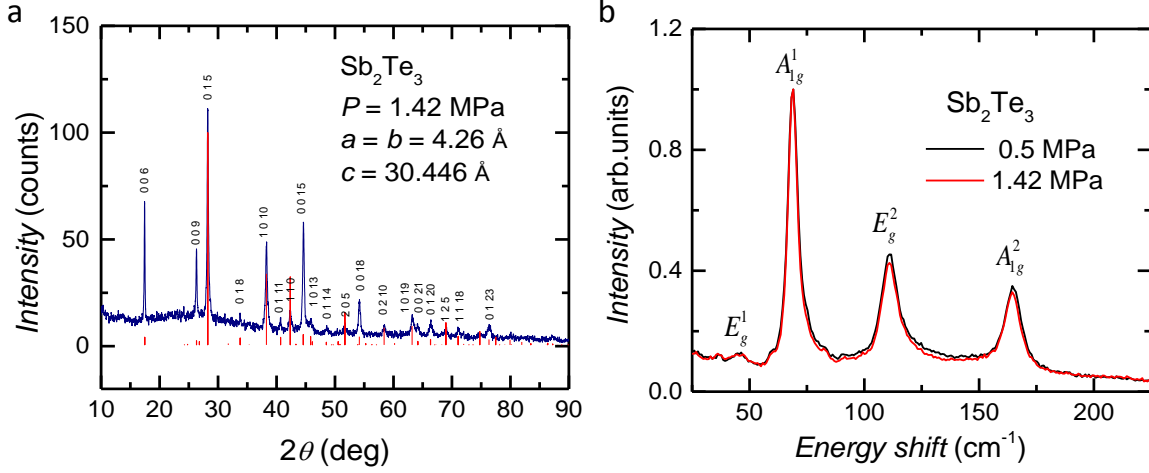 a
150
100
50
0
Intensity (counts)
10 20 30 40 50 60 70 80 90
2θ (deg)
Sb2Te3
P = 1.42 MPa
a = b = 4.26 Å
c = 30.446 Å
0 0 6
0 0 9
0 1 5
0 1 8
1 0 10
0 1 11
1 1 0
0 0 15
1 0 13
0 1 14
2 0 5
0 0 18
0 2 10
1 0 19
0 0 21
0 1 20
1 2 5
1 1 18
0 1 23
b
1.2
0.8
0.4
0.0
Intensity (arb.units)
50 100 150 200
Energy shift (cm-1)
E1g
A11g
E2g
A21g
Sb2Te3
0.5 MPa
1.42 MPa